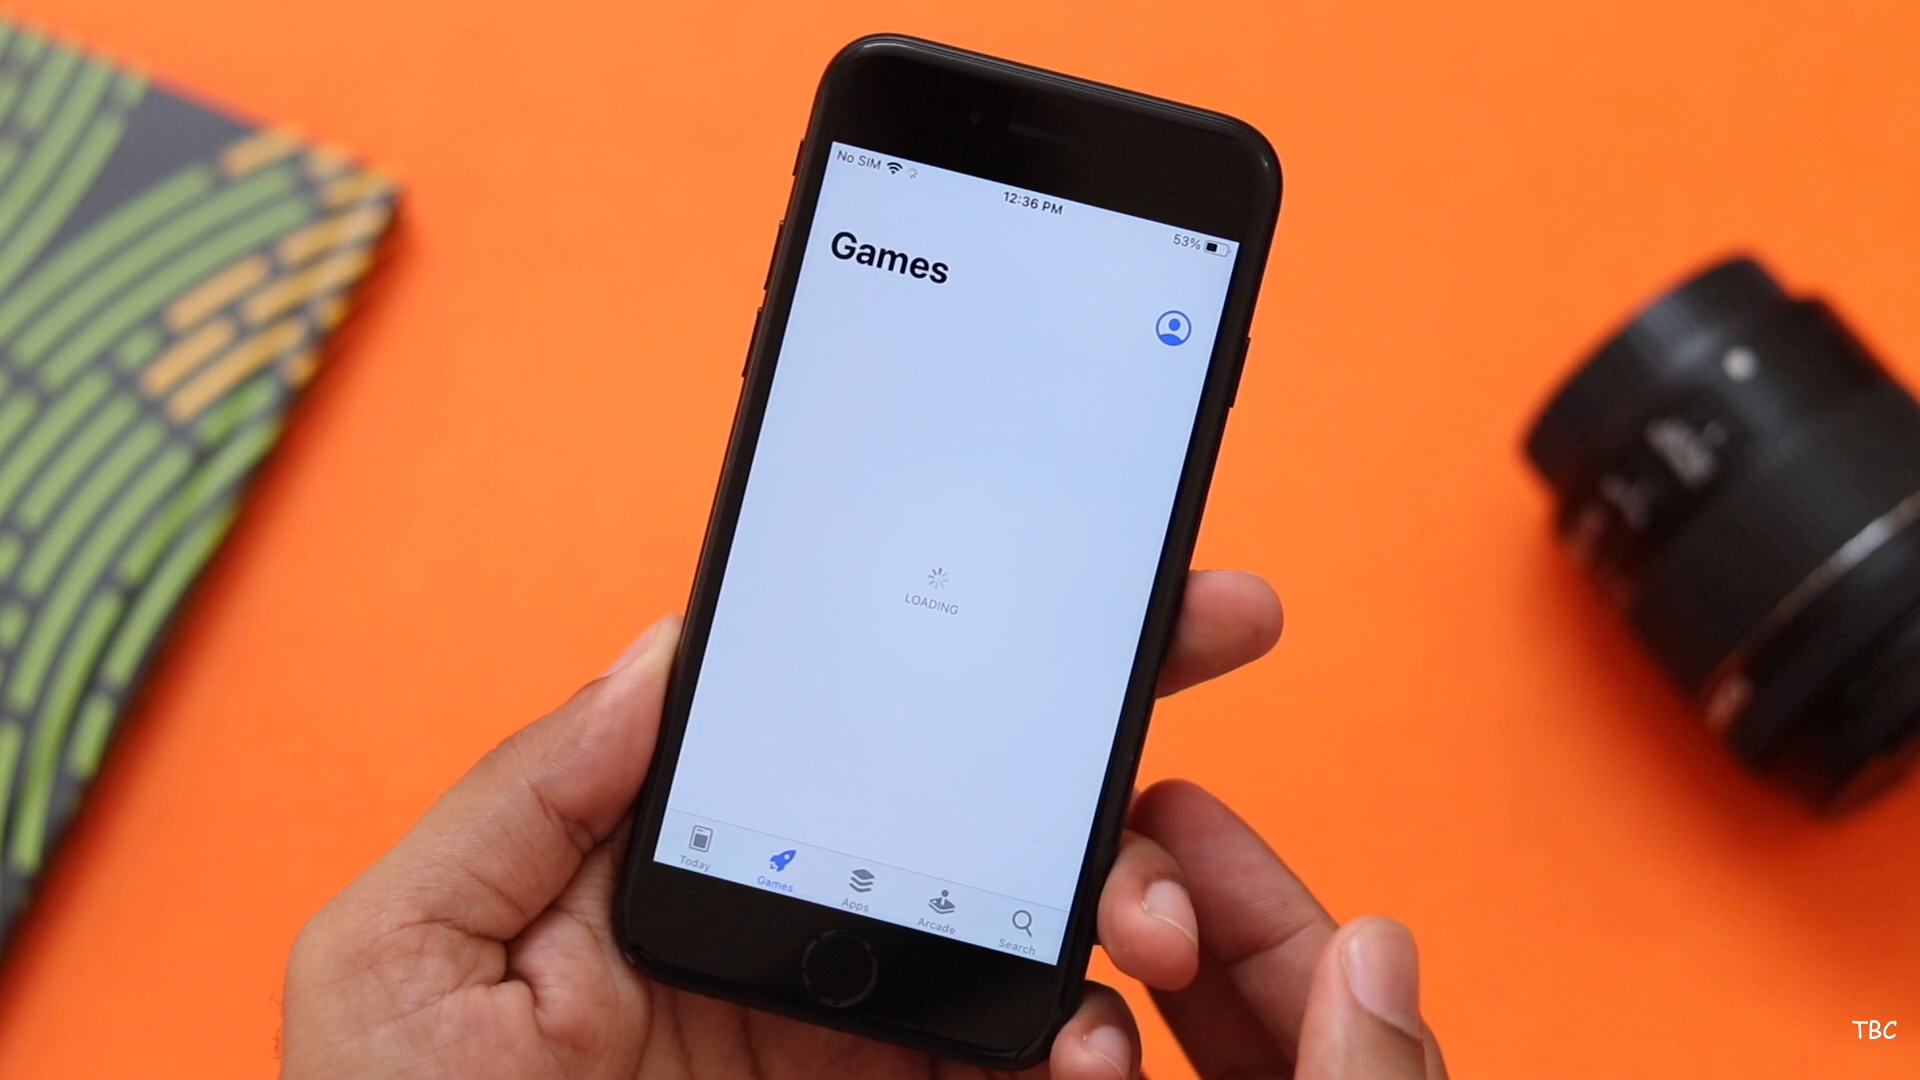 No SIM
12:36 PM
53%
Games
LOADING
Today
Games
Apps
Arcade
Search
TBC